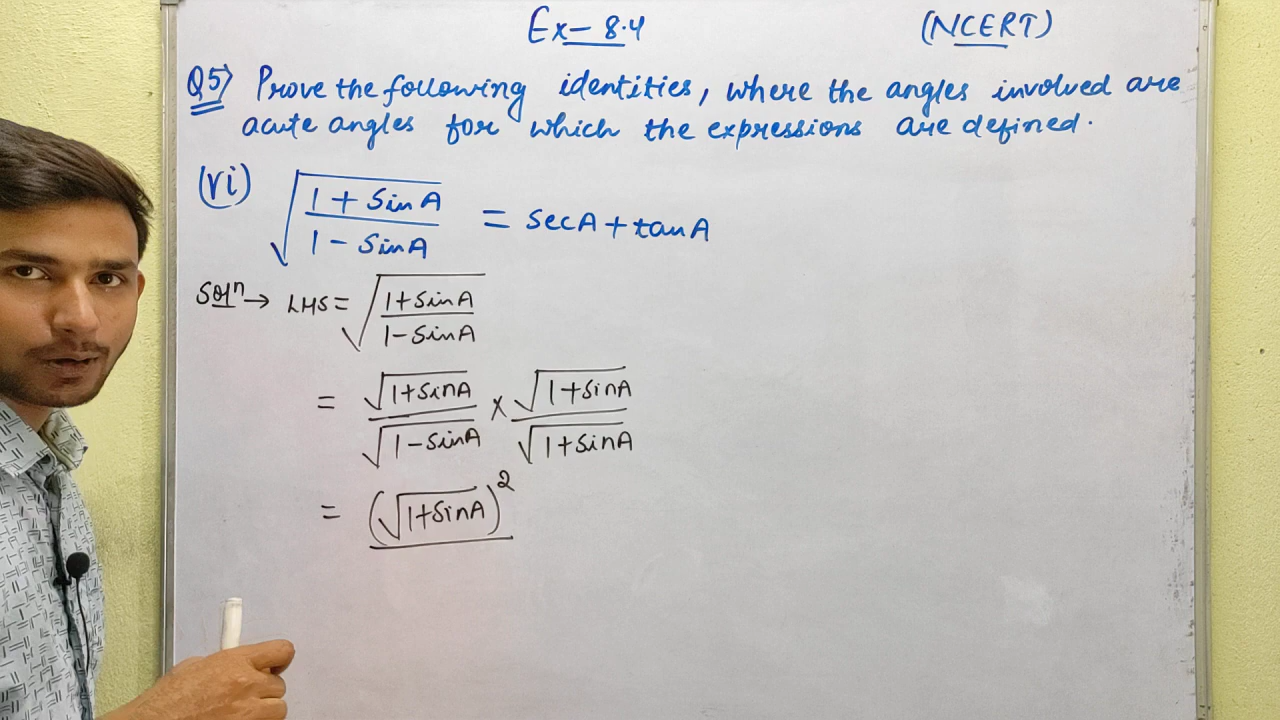 Ex- 8.4 (NCERT)
Q5) Prove the following identities, where the angles involved are
acute angles for which the expressions are defined.
(vi) √((1 + SinA)/(1 - SinA)) = secA + tanA
Solⁿ → LHS = √((1+SinA)/(1-SinA))
= √(1+SinA)/√(1-SinA) × √(1+SinA)/√(1+SinA)
= (√(1+SinA))²